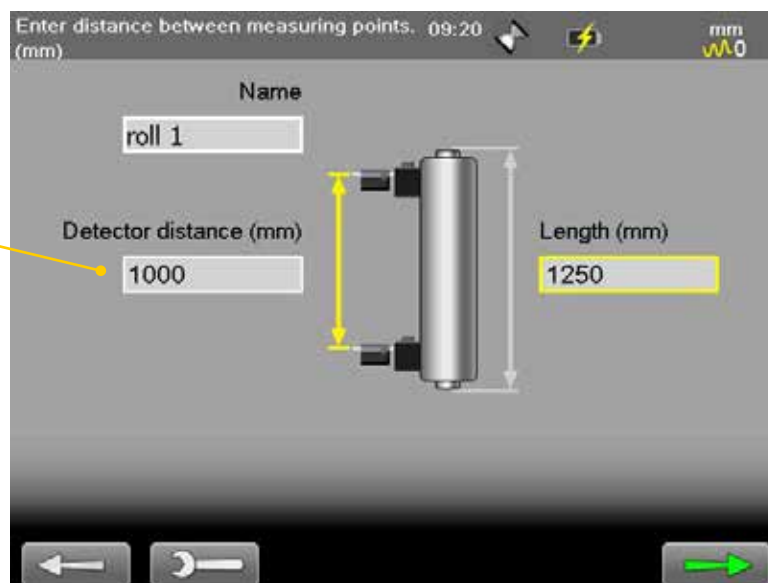 Enter distance between measuring points. 09:20
(mm)
mm
0
Name
roll 1
Detector distance (mm)
1000
Length (mm)
1250